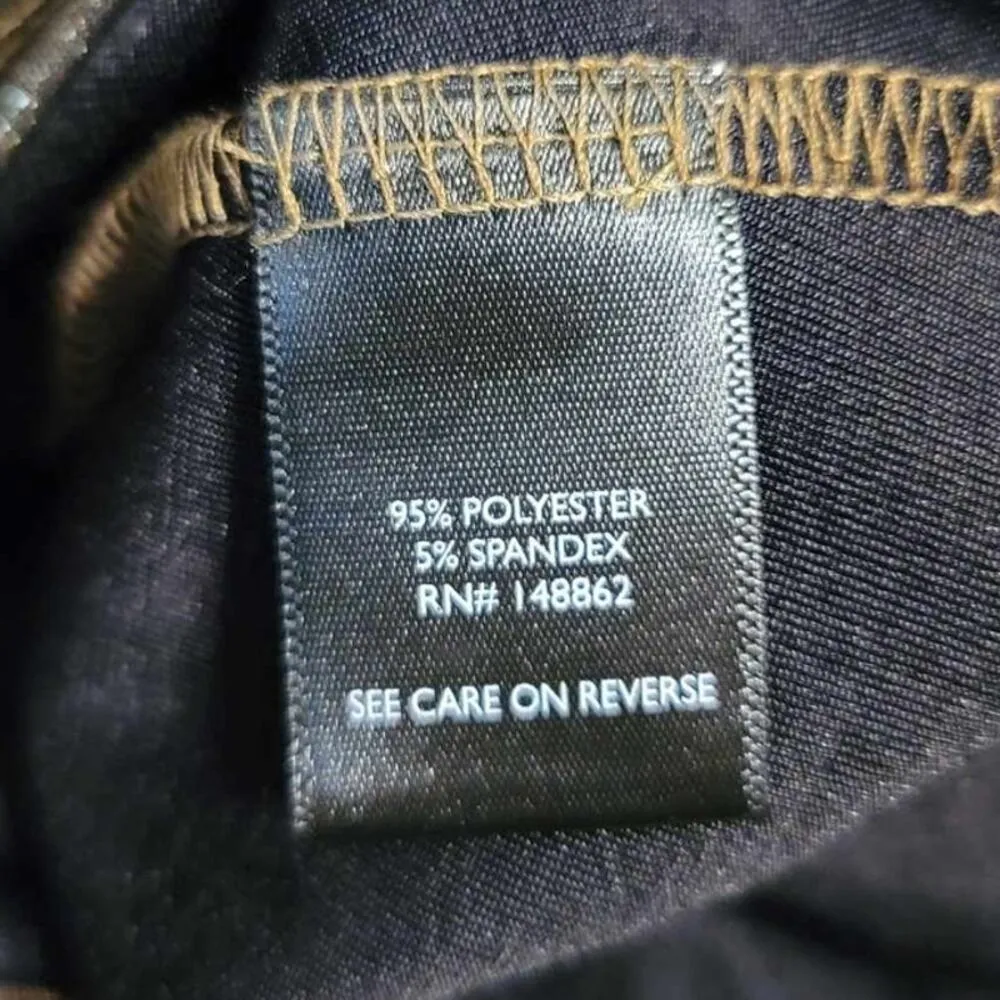 95% POLYESTER
5% SPANDEX
RN# 148862
SEE CARE ON REVERSE